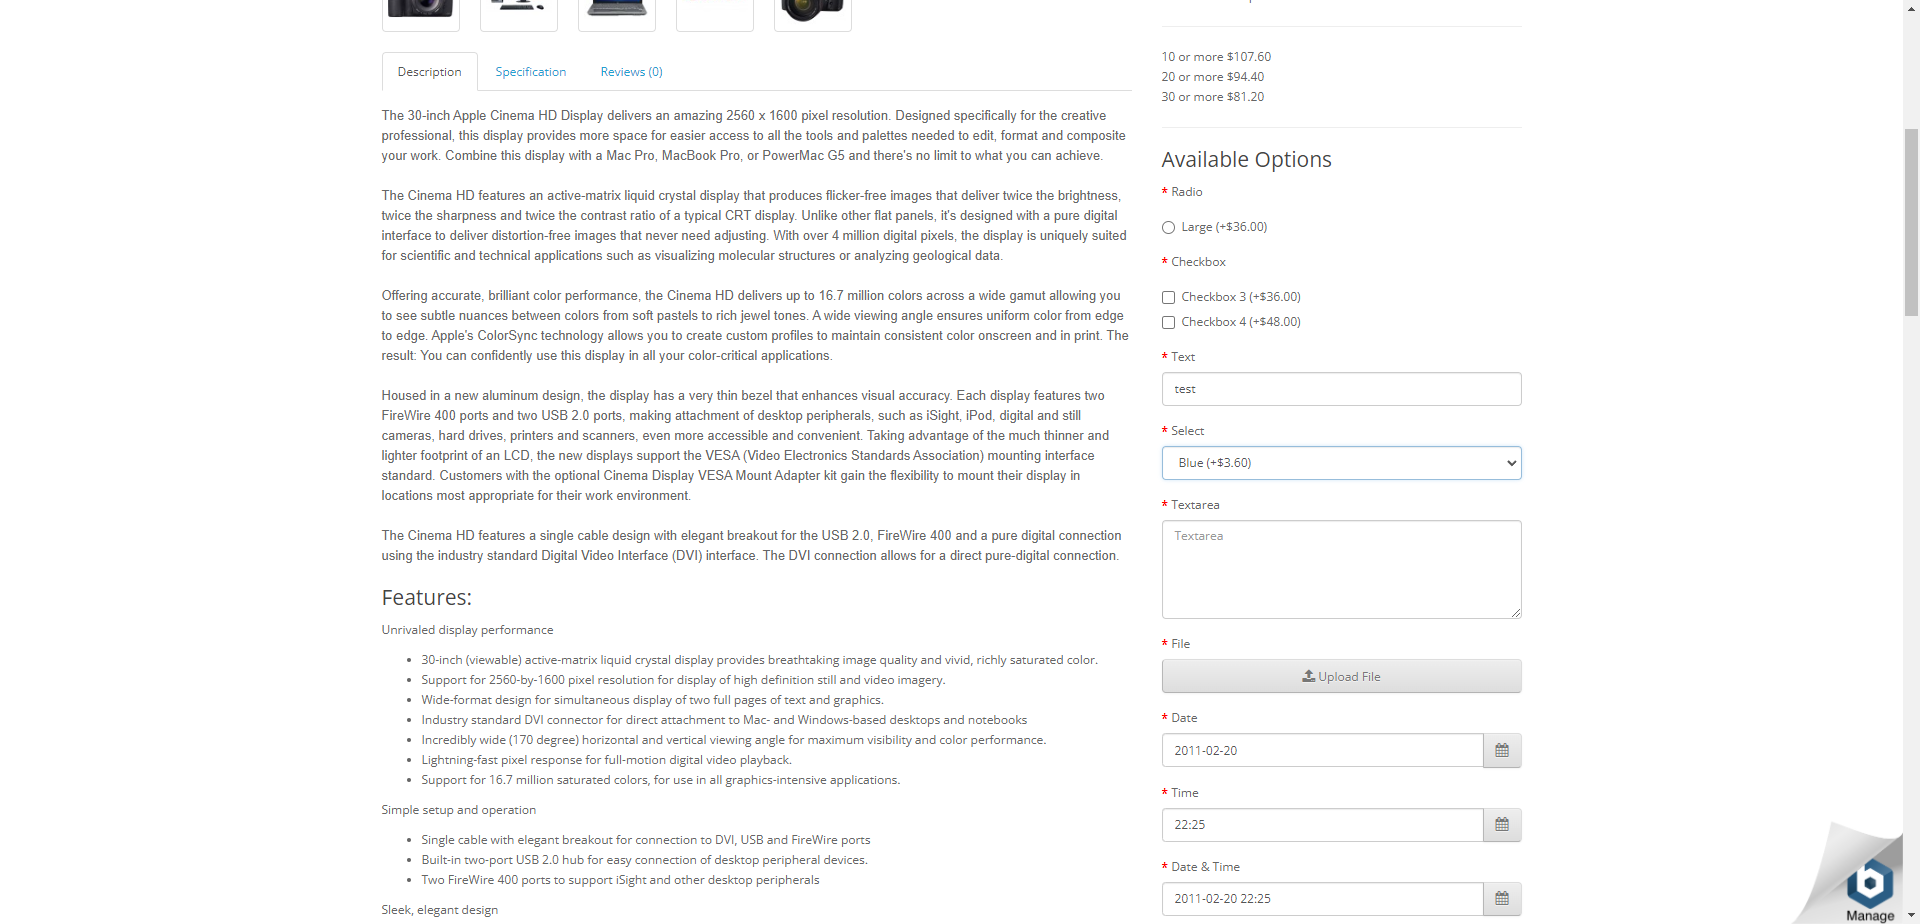 Description
Specification
Reviews (0)
The 30-inch Apple Cinema HD Display delivers an amazing 2560 x 1600 pixel resolution. Designed specifically for the creative
professional, this display provides more space for easier access to all the tools and palettes needed to edit, format and composite
your work. Combine this display with a Mac Pro, MacBook Pro, or PowerMac G5 and there's no limit to what you can achieve.
The Cinema HD features an active-matrix liquid crystal display that produces flicker-free images that deliver twice the brightness,
twice the sharpness and twice the contrast ratio of a typical CRT display. Unlike other flat panels, it's designed with a pure digital
interface to deliver distortion-free images that never need adjusting. With over 4 million digital pixels, the display is uniquely suited
for scientific and technical applications such as visualizing molecular structures or analyzing geological data.
Offering accurate, brilliant color performance, the Cinema HD delivers up to 16.7 million colors across a wide gamut allowing you
to see subtle nuances between colors from soft pastels to rich jewel tones. A wide viewing angle ensures uniform color from edge
to edge. Apple's ColorSync technology allows you to create custom profiles to maintain consistent color onscreen and in print. The
result: You can confidently use this display in all your color-critical applications.
Housed in a new aluminum design, the display has a very thin bezel that enhances visual accuracy. Each display features two
FireWire 400 ports and two USB 2.0 ports, making attachment of desktop peripherals, such as iSight, iPod, digital and still
cameras, hard drives, printers and scanners, even more accessible and convenient. Taking advantage of the much thinner and
lighter footprint of an LCD, the new displays support the VESA (Video Electronics Standards Association) mounting interface
standard. Customers with the optional Cinema Display VESA Mount Adapter kit gain the flexibility to mount their display in
locations most appropriate for their work environment.
The Cinema HD features a single cable design with elegant breakout for the USB 2.0, FireWire 400 and a pure digital connection
using the industry standard Digital Video Interface (DVI) interface. The DVI connection allows for a direct pure-digital connection.
Features:
Unrivaled display performance
• 30-inch (viewable) active-matrix liquid crystal display provides breathtaking image quality and vivid, richly saturated color.
• Support for 2560-by-1600 pixel resolution for display of high definition still and video imagery.
• Wide-format design for simultaneous display of two full pages of text and graphics.
• Industry standard DVI connector for direct attachment to Mac- and Windows-based desktops and notebooks
• Incredibly wide (170 degree) horizontal and vertical viewing angle for maximum visibility and color performance.
• Lightning-fast pixel response for full-motion digital video playback.
• Support for 16.7 million saturated colors, for use in all graphics-intensive applications.
Simple setup and operation
• Single cable with elegant breakout for connection to DVI, USB and FireWire ports
• Built-in two-port USB 2.0 hub for easy connection of desktop peripheral devices.
• Two FireWire 400 ports to support iSight and other desktop peripherals
Sleek, elegant design
10 or more $107.60
20 or more $94.40
30 or more $81.20
Available Options
* Radio
Large (+$36.00)
* Checkbox
Checkbox 3 (+$36.00)
Checkbox 4 (+$48.00)
* Text
test
* Select
Blue (+$3.60)
* Textarea
Textarea
* File
Upload File
* Date
2011-02-20
* Time
22:25
* Date & Time
2011-02-20 22:25
Manage